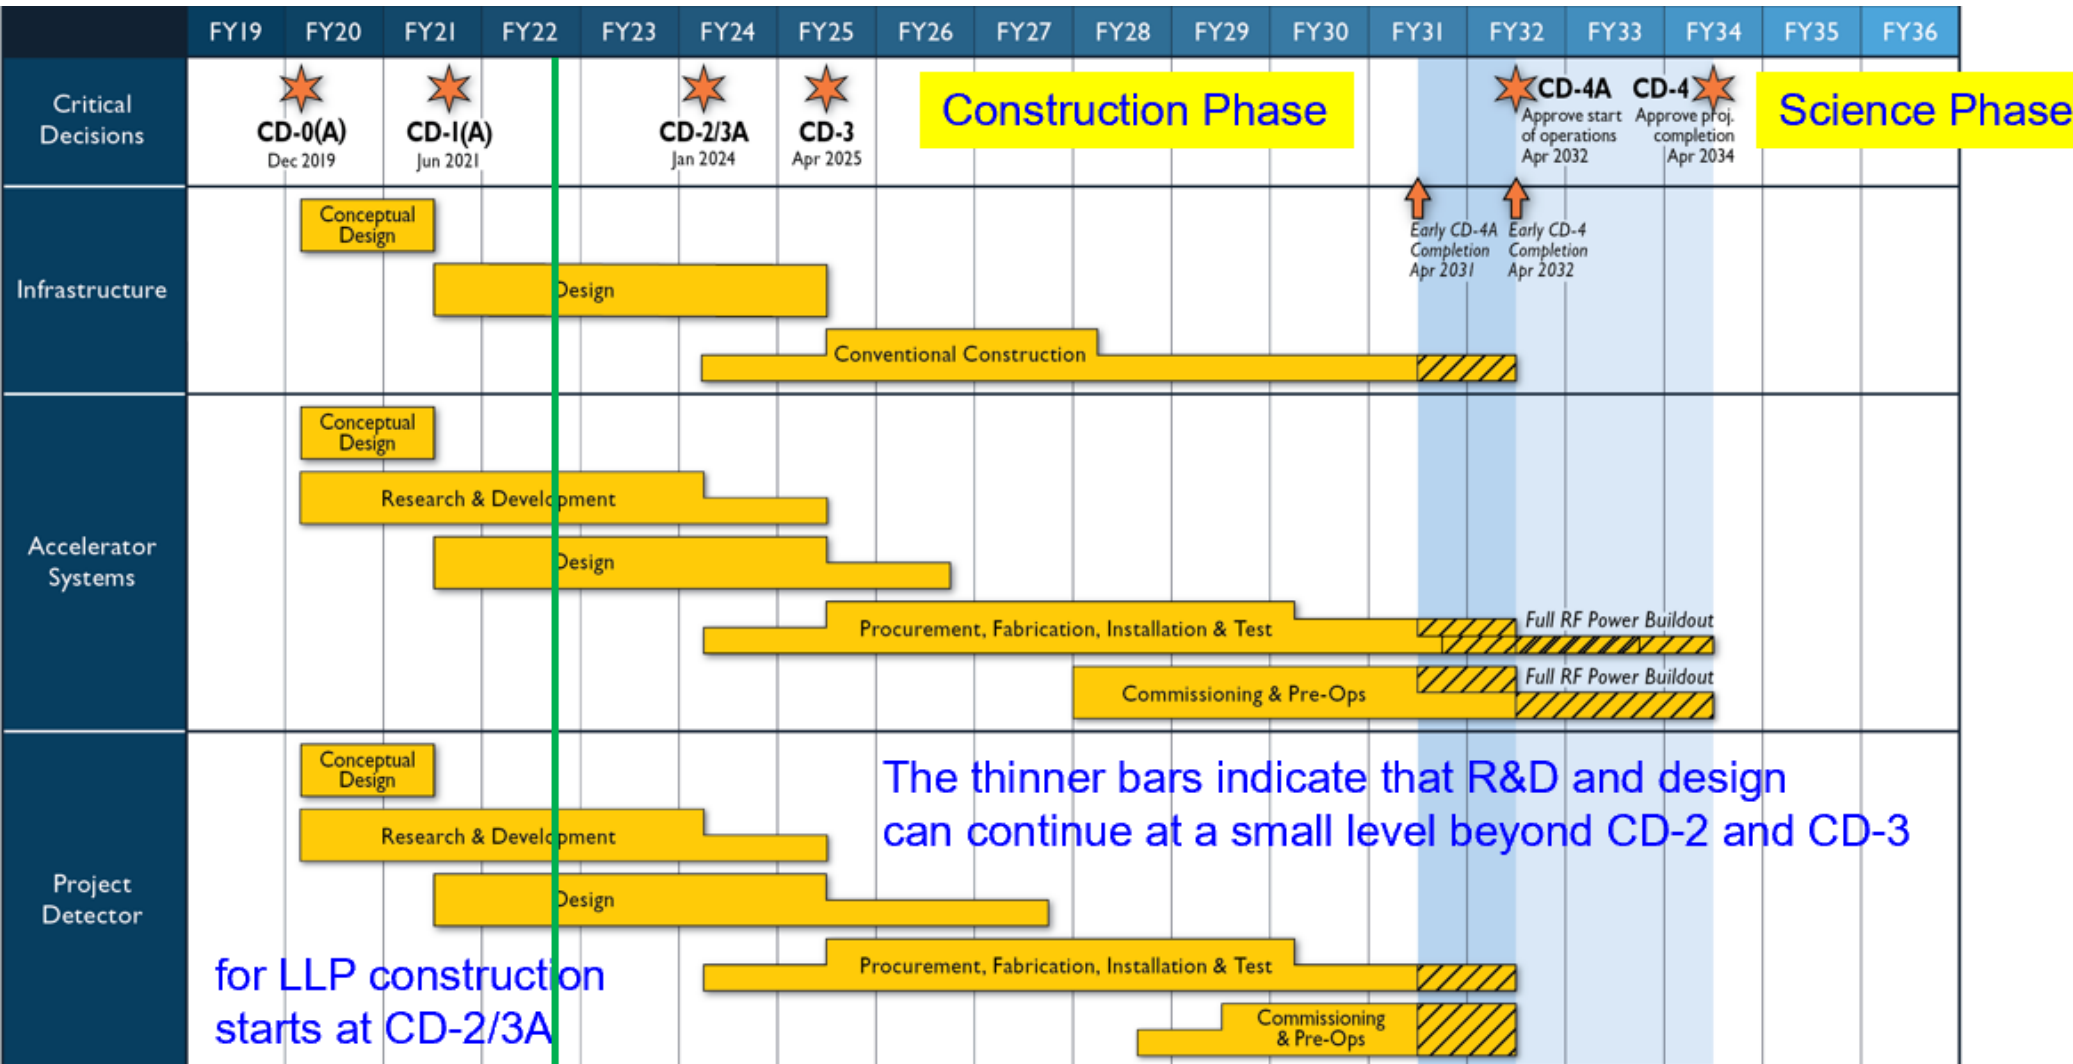 FY19 FY20 FY21 FY22 FY23 FY24 FY25 FY26 FY27 FY28 FY29 FY30 FY31 FY32 FY33 FY34 FY35 FY36
Critical
Decisions
CD-0(A)
Dec 2019
CD-1(A)
Jun 2021
CD-2/3A
Jan 2024
CD-3
Apr 2025
Construction Phase
CD-4A
Approve start
of operations
Apr 2032
CD-4
Approve proj.
completion
Apr 2034
Science Phase
Infrastructure
Conceptual
Design
Design
Conventional Construction
Early CD-4A
Completion
Apr 2031
Early CD-4
Completion
Apr 2032
Accelerator
Systems
Conceptual
Design
Research & Development
Design
Procurement, Fabrication, Installation & Test
Full RF Power Buildout
Commissioning & Pre-Ops
Full RF Power Buildout
Project
Detector
Conceptual
Design
Research & Development
The thinner bars indicate that R&D and design
can continue at a small level beyond CD-2 and CD-3
Design
Procurement, Fabrication, Installation & Test
Commissioning
& Pre-Ops
for LLP construction
starts at CD-2/3A